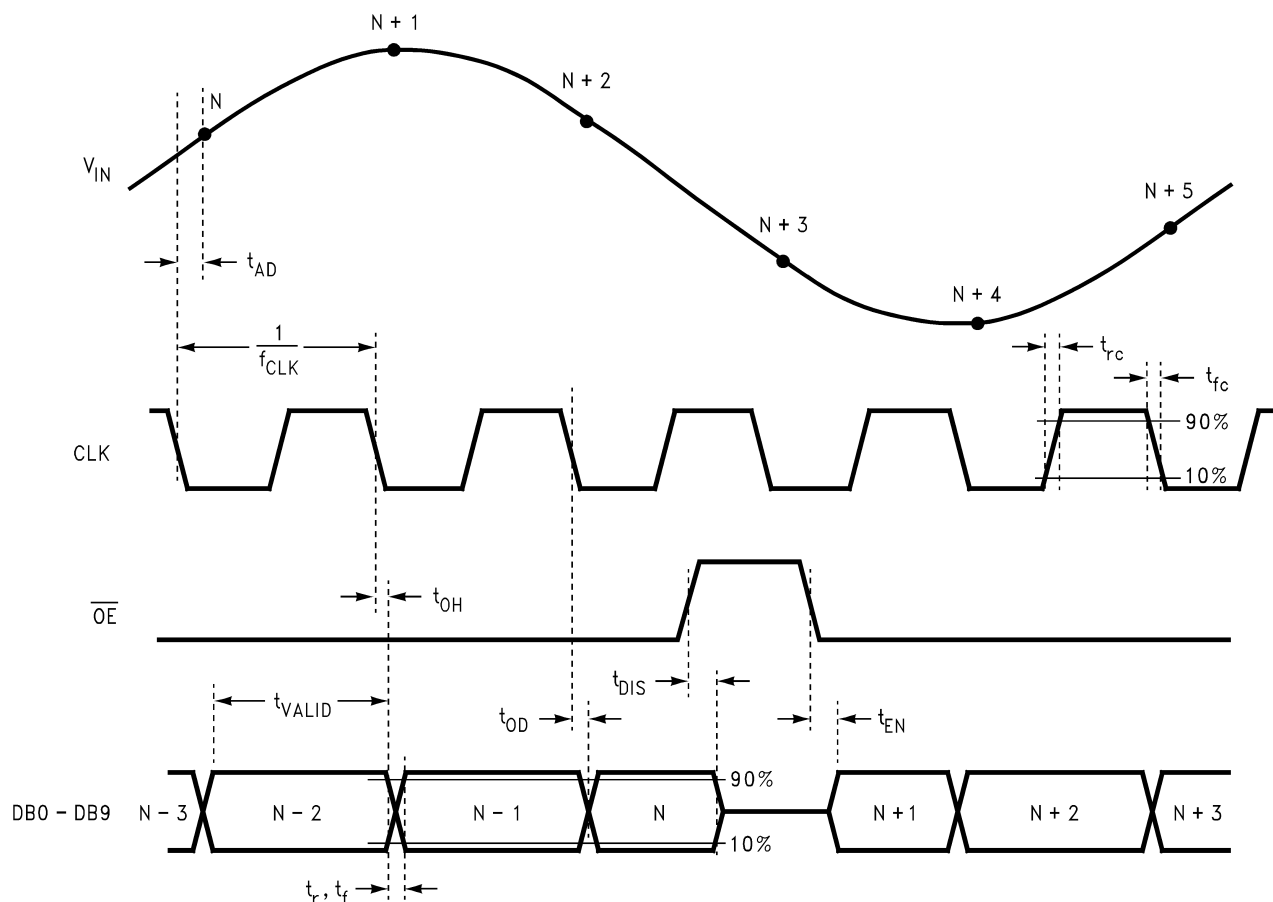 N + 1
N + 2
N
V_IN
N + 5
N + 3
t_AD
N + 4
1
f_CLK
t_rc
t_fc
90%
CLK
10%
t_OH
OE
t_DIS
t_VALID
t_OD
t_EN
90%
DB0 - DB9 N - 3 N - 2 N - 1 N N + 1 N + 2 N + 3
10%
t_r , t_f